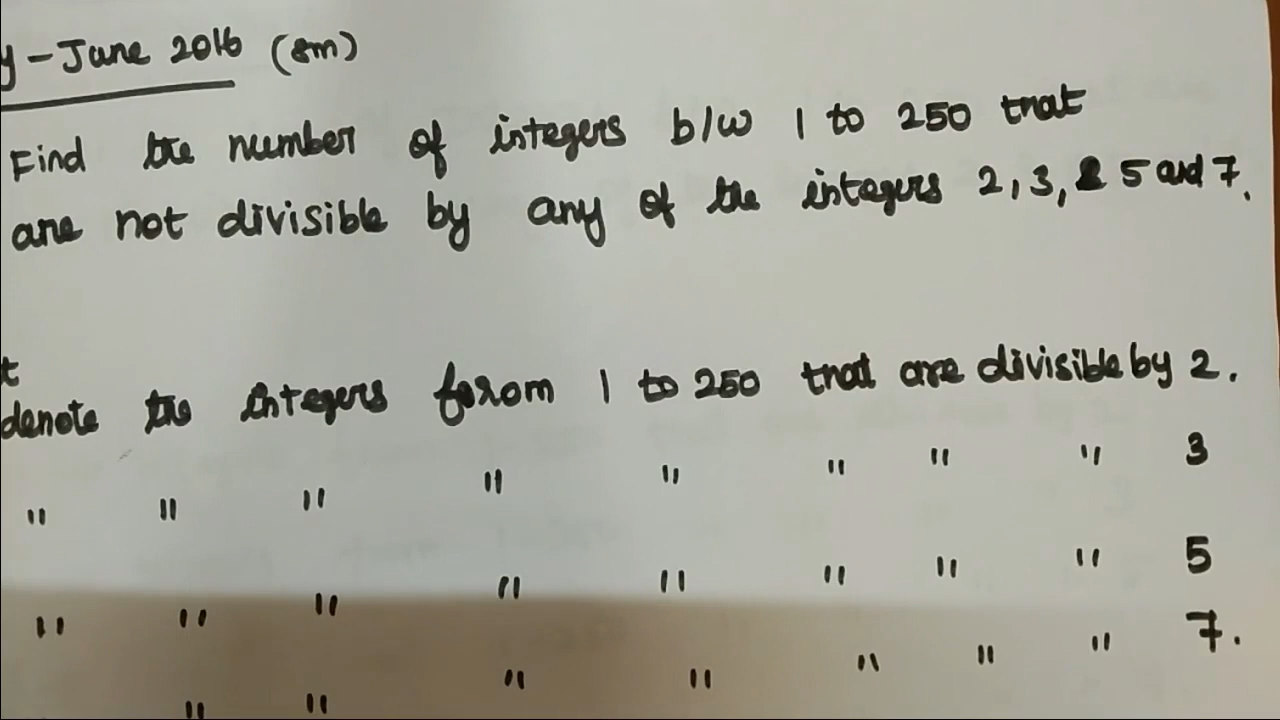 y - June 2016 (8m)
Find the number of integers b/w 1 to 250 that
are not divisible by any of the integers 2, 3, 5 and 7.
t
denote the integers from 1 to 250 that are divisible by 2.
" " " " " " " " 3
" " " " " " " " 5
" " " " " " " 7.